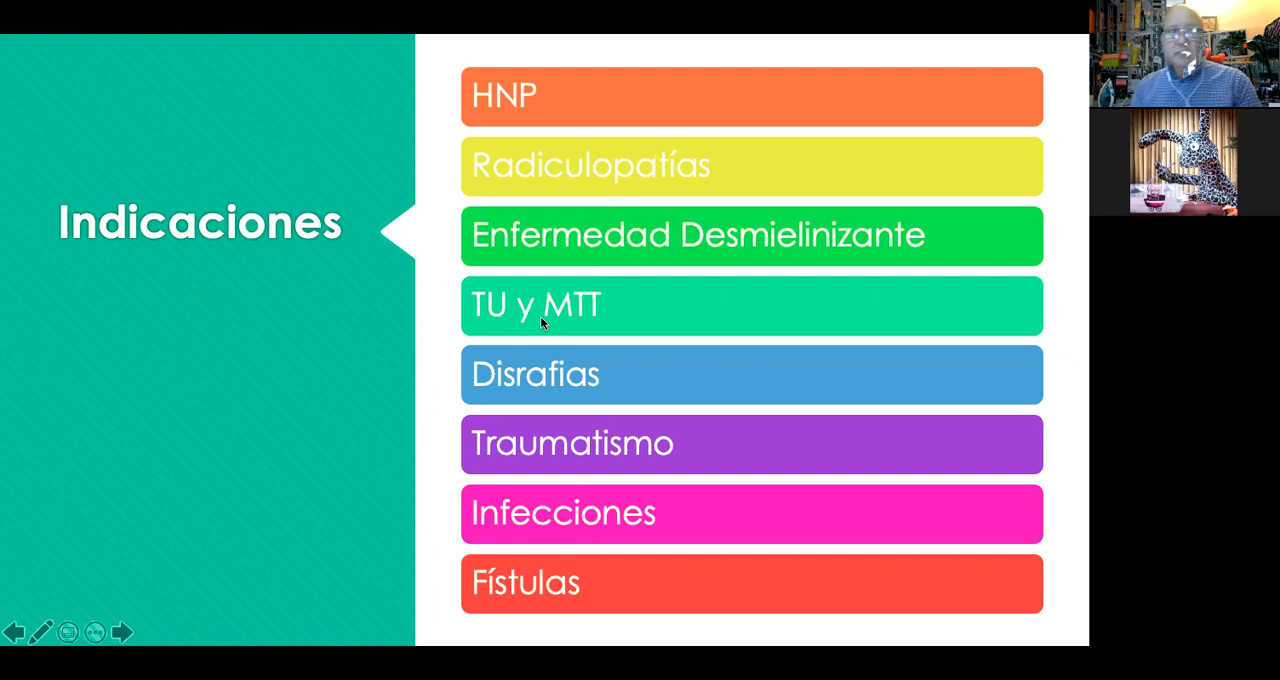 Indicaciones
HNP
Radiculopatías
Enfermedad Desmielinizante
TU y MTT
Disrafias
Traumatismo
Infecciones
Fístulas